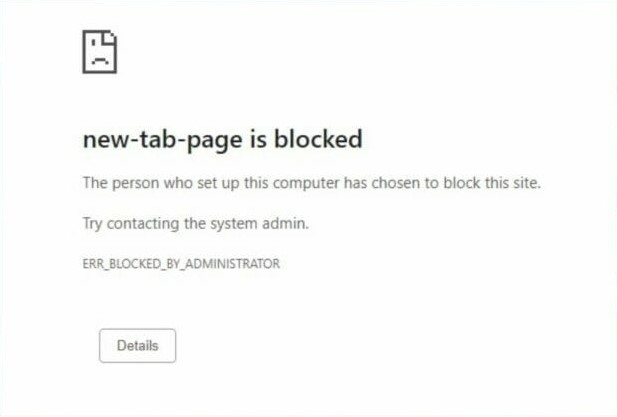 new-tab-page is blocked
The person who set up this computer has chosen to block this site.
Try contacting the system admin.
ERR_BLOCKED_BY_ADMINISTRATOR
Details